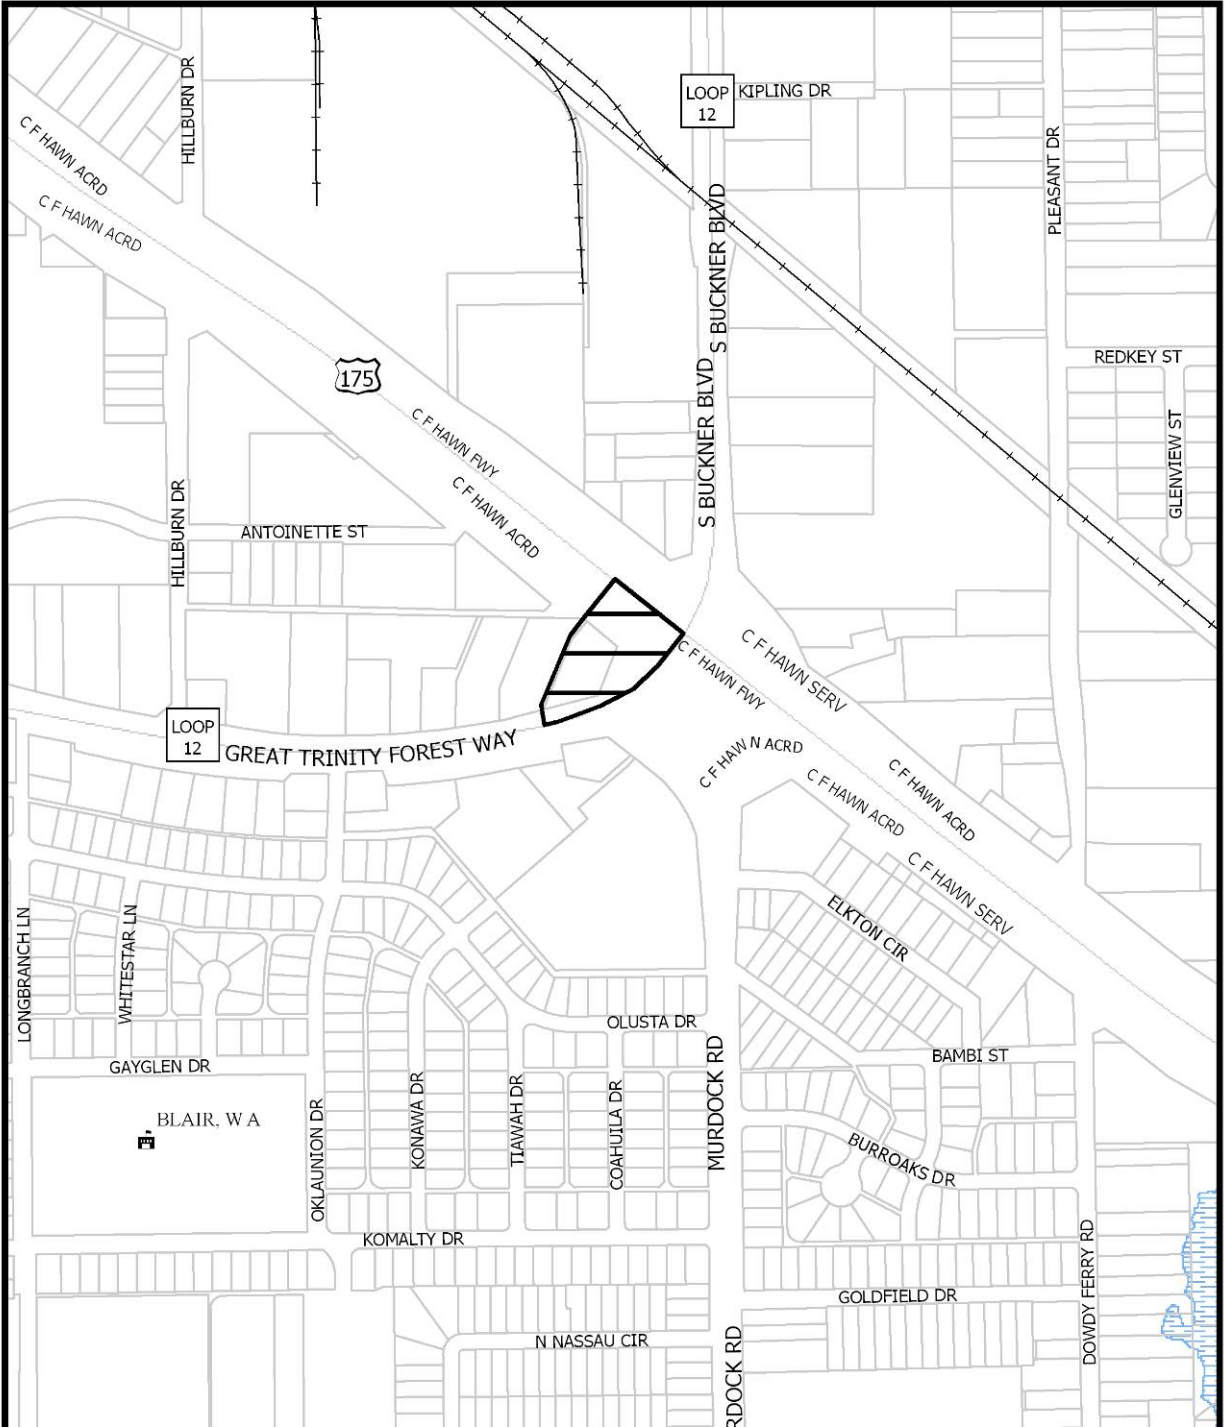 HILLBURN DR
LOOP
12
KIPLING DR
C F HAWN ACRD
C F HAWN ACRD
PLEASANT DR
S BUCKNER BLVD
175
S BUCKNER BLVD
REDKEY ST
C F HAWN FWY
GLENVIEW ST
C F HAWN ACRD
HILLBURN DR
ANTOINETTE ST
C F HAWN SERV
C F HAWN FWY
LOOP
12
GREAT TRINITY FOREST WAY
C F HAWN ACRD
C F HAWN ACRD
C F HAWN ACRD
C F HAWN SERV
LONGBRANCH LN
WHITESTAR LN
ELKTON CIR
OLUSTA DR
BAMBI ST
GAYGLEN DR
BLAIR, W A
OKLAUNION DR
KONAWA DR
TIAWAH DR
COAHUILA DR
MURDOCK RD
BURROAKS DR
KOMALTY DR
DOWDY FERRY RD
GOLDFIELD DR
N NASSAU CIR
RDOCK RD